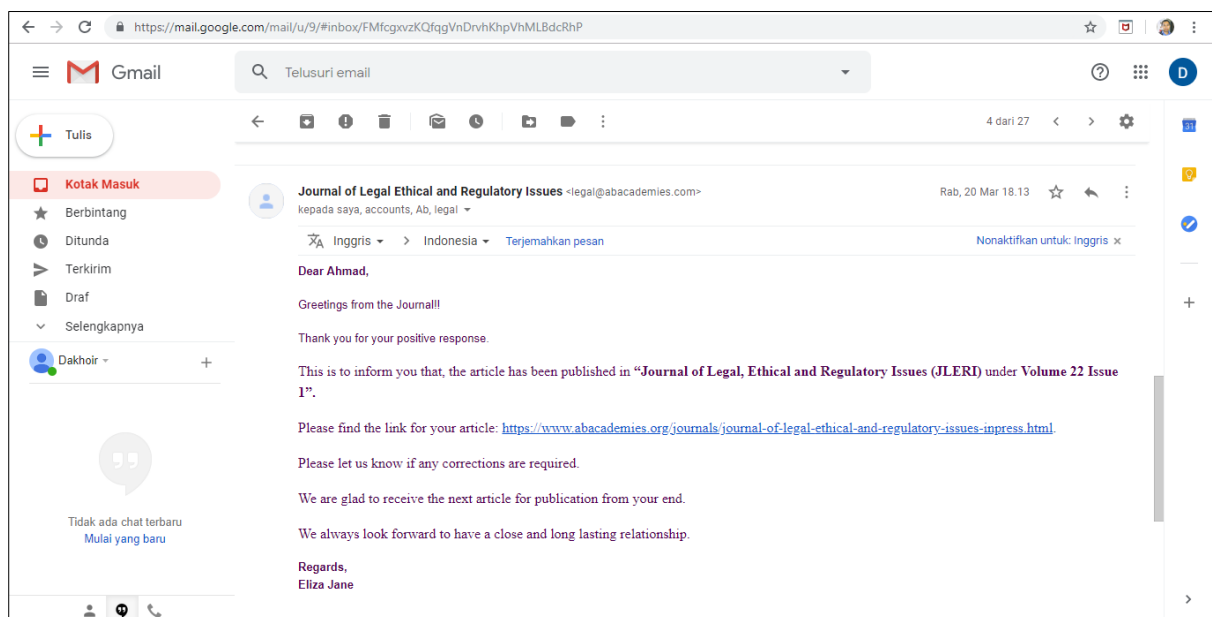 https://mail.google.com/mail/u/9/#inbox/FMfcgxvzKQfqgVnDrvhKhpVhMLBdcRhP
Gmail
Telusuri email
D
Tulis
4 dari 27
31
Kotak Masuk
Berbintang
Ditunda
Terkirim
Draf
Selengkapnya
Dakhoir
Tidak ada chat terbaru
Mulai yang baru
Journal of Legal Ethical and Regulatory Issues <legal@abacademies.com>
Rab, 20 Mar 18.13
kepada saya, accounts, Ab, legal
Inggris > Indonesia Terjemahkan pesan
Nonaktifkan untuk: Inggris ×
Dear Ahmad,
Greetings from the Journal!!
Thank you for your positive response.
This is to inform you that, the article has been published in “Journal of Legal, Ethical and Regulatory Issues (JLERI) under Volume 22 Issue
1”.
Please find the link for your article: https://www.abacademies.org/journals/journal-of-legal-ethical-and-regulatory-issues-inpress.html.
Please let us know if any corrections are required.
We are glad to receive the next article for publication from your end.
We always look forward to have a close and long lasting relationship.
Regards,
Eliza Jane